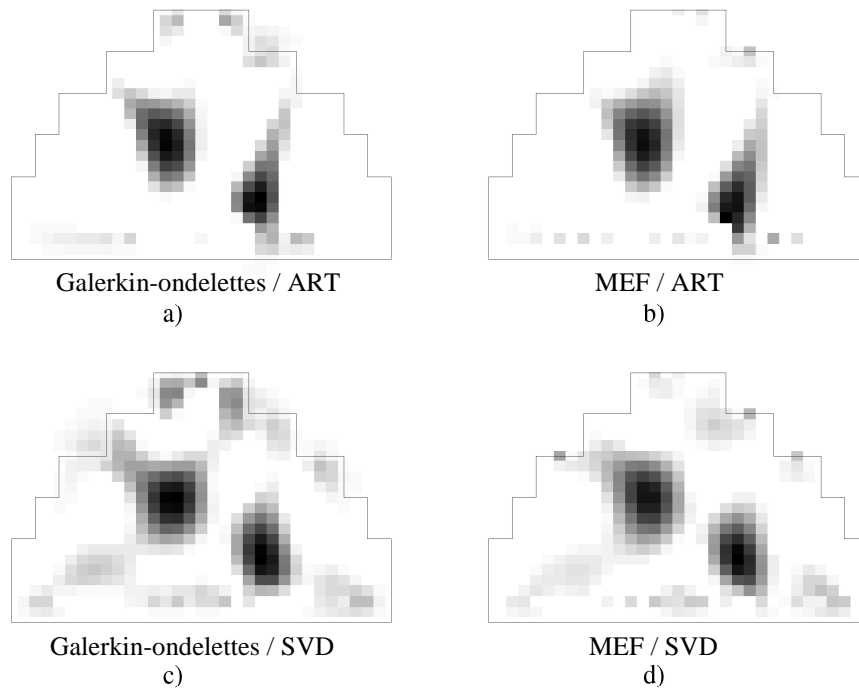 Galerkin-ondelettes / ART
a)
MEF / ART
b)
Galerkin-ondelettes / SVD
c)
MEF / SVD
d)